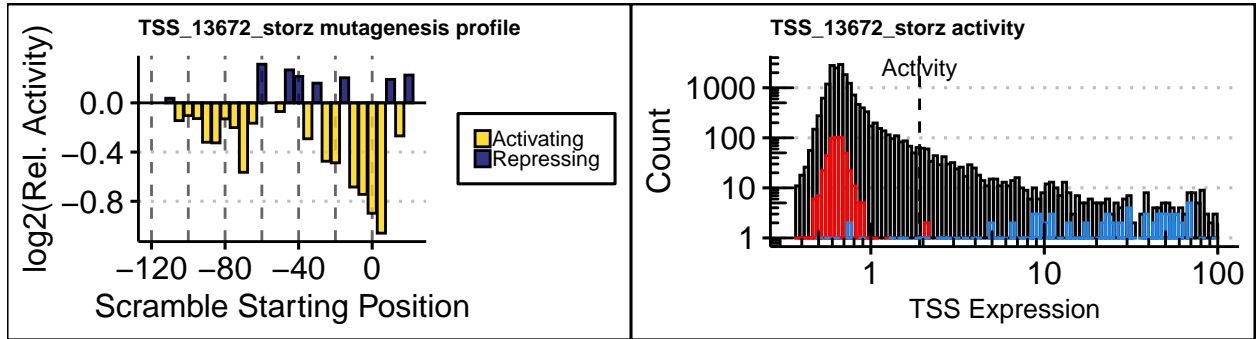 TSS_13672_storz mutagenesis profile
log2(Rel. Activity)
0.0
−0.4
−0.8
−120 −80 −40 0
Scramble Starting Position
Activating
Repressing
TSS_13672_storz activity
Activity
Count
1000
100
10
1
1 10 100
TSS Expression